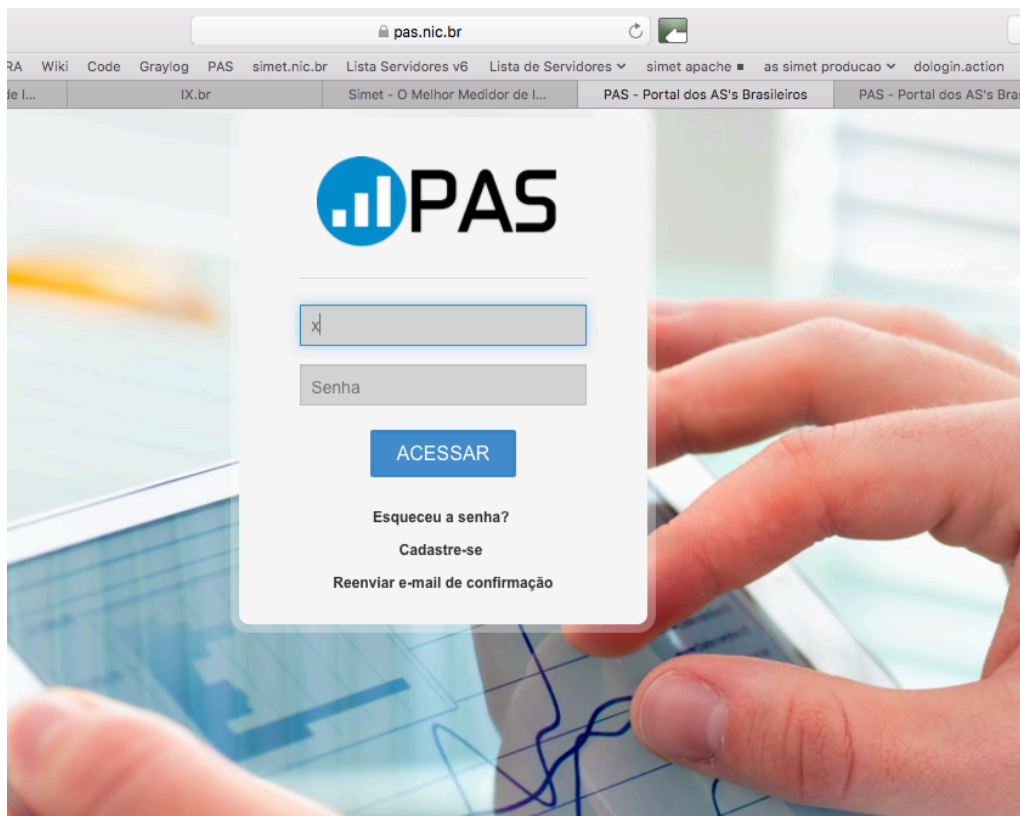 pas.nic.br
RA Wiki Code Graylog PAS simet.nic.br Lista Servidores v6 Lista de Servidores simet apache as simet producao dologin.action
de I... IX.br Simet - O Melhor Medidor de I... PAS - Portal dos AS's Brasileiros PAS - Portal dos AS's Bras
PAS
x
Senha
ACESSAR
Esqueceu a senha?
Cadastre-se
Reenviar e-mail de confirmação